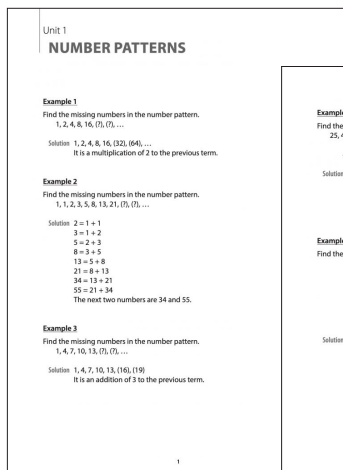 Unit 1
NUMBER PATTERNS
Example 1
Find the missing numbers in the number pattern.
1, 2, 4, 8, 16, (?), (?), …
Solution 1, 2, 4, 8, 16, (32), (64), …
It is a multiplication of 2 to the previous term.
Example 2
Find the missing numbers in the number pattern.
1, 1, 2, 3, 5, 8, 13, 21, (?), (?), …
Solution 2 = 1 + 1
3 = 1 + 2
5 = 2 + 3
8 = 3 + 5
13 = 5 + 8
21 = 8 + 13
34 = 13 + 21
55 = 21 + 34
The next two numbers are 34 and 55.
Example 3
Find the missing numbers in the number pattern.
1, 4, 7, 10, 13, (?), (?), …
Solution 1, 4, 7, 10, 13, (16), (19)
It is an addition of 3 to the previous term.
1
Find the
25,
Solution
Find the
Solution